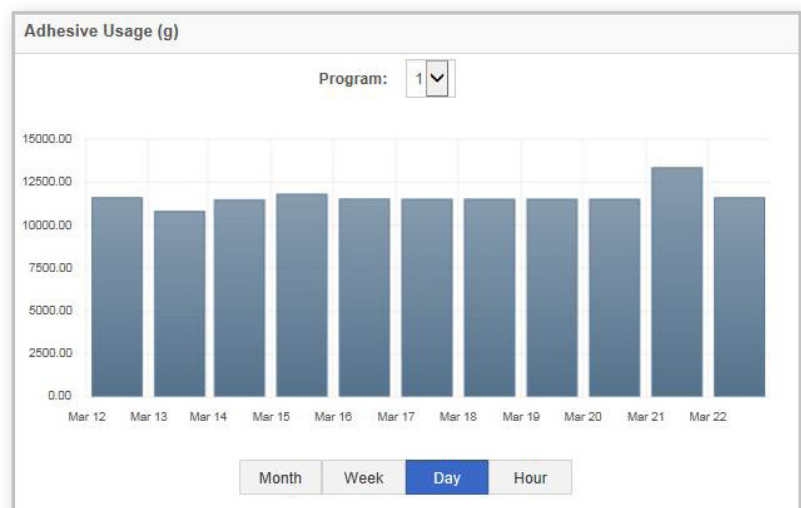 Adhesive Usage (g)
Program: 1
15000.00
12500.00
10000.00
7500.00
5000.00
2500.00
0.00
Mar 12 Mar 13 Mar 14 Mar 15 Mar 16 Mar 17 Mar 18 Mar 19 Mar 20 Mar 21 Mar 22
Month Week Day Hour